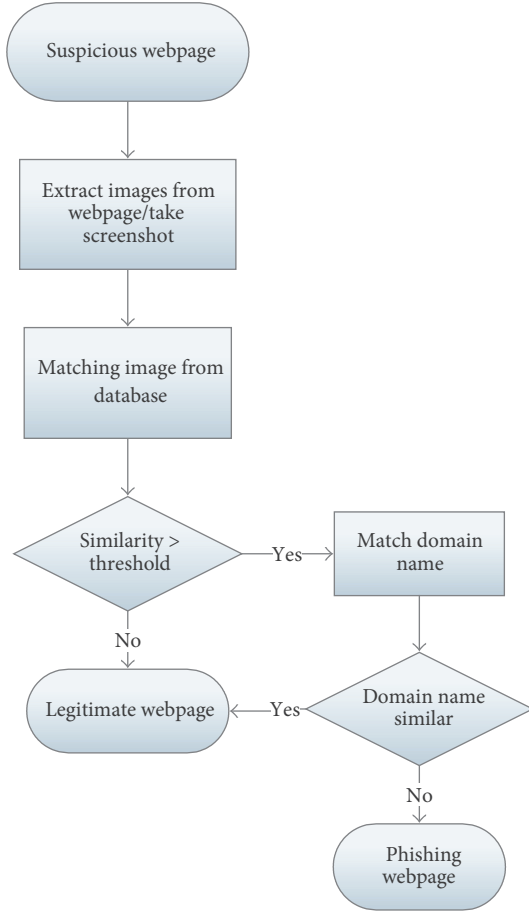 Suspicious webpage
Extract images from
webpage/take
screenshot
Matching image from
database
Similarity >
threshold
Yes
Match domain
name
No
Legitimate webpage
Yes
Domain name
similar
No
Phishing
webpage